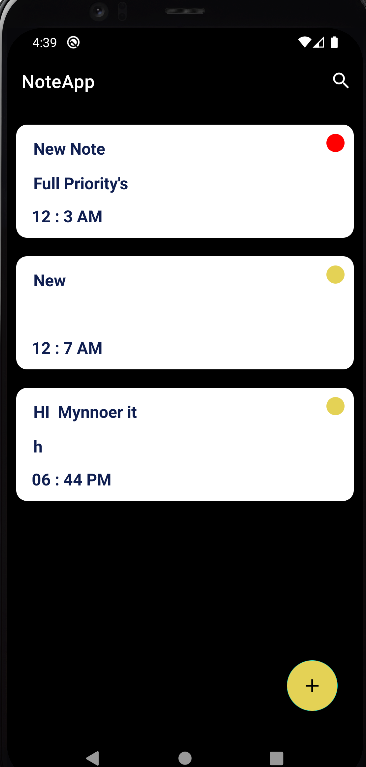 4:39
NoteApp
New Note
Full Priority's
12 : 3 AM
New
12 : 7 AM
HI  Mynnoer it
h
06 : 44 PM
+